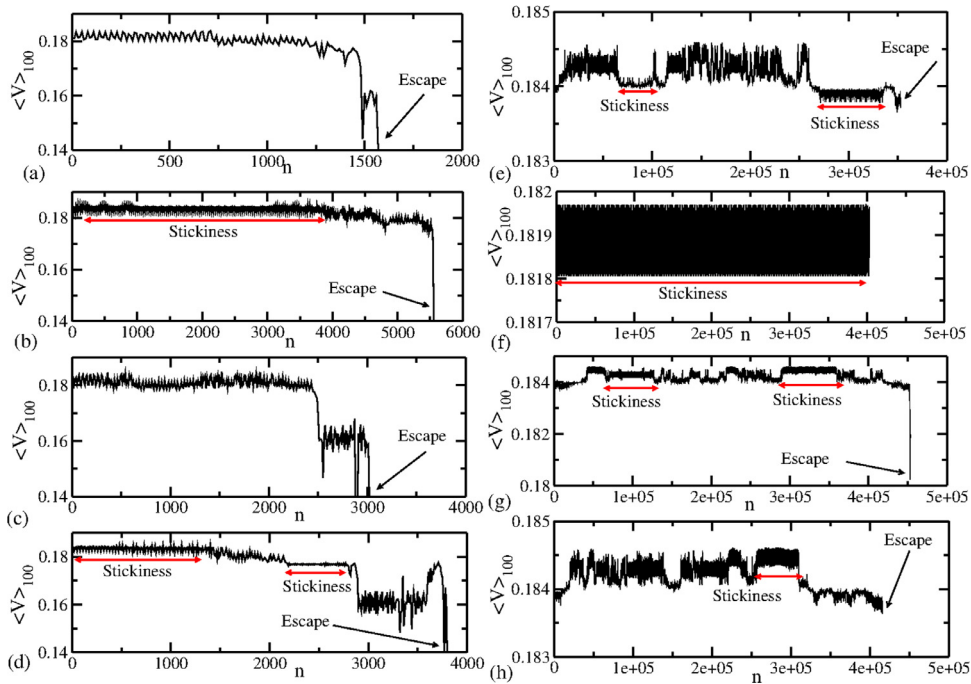 <V>100
0.18
0.16
0.14
Escape
0 500 1000 1500 2000
(a) n
<V>100
0.18
0.16
0.14
Stickiness
Escape
0 1000 2000 3000 4000 5000 6000
(b) n
<V>100
0.18
0.16
0.14
Escape
0 1000 2000 3000 4000
(c) n
<V>100
0.18
0.16
0.14
Stickiness Stickiness
Escape
0 1000 2000 3000 4000
(d) n
<V>100
0.185
0.184
0.183
Escape
Stickiness Stickiness
0 1e+05 2e+05 3e+05 4e+05
(e) n
<V>100
0.182
0.1819
0.1818
0.1817
Stickiness
0 1e+05 2e+05 3e+05 4e+05 5e+05
(f) n
<V>100
0.184
0.182
0.18
Stickiness Stickiness
Escape
0 1e+05 2e+05 3e+05 4e+05 5e+05
(g) n
<V>100
0.185
0.184
0.183
Escape
Stickiness
0 1e+05 2e+05 3e+05 4e+05 5e+05
(h) n